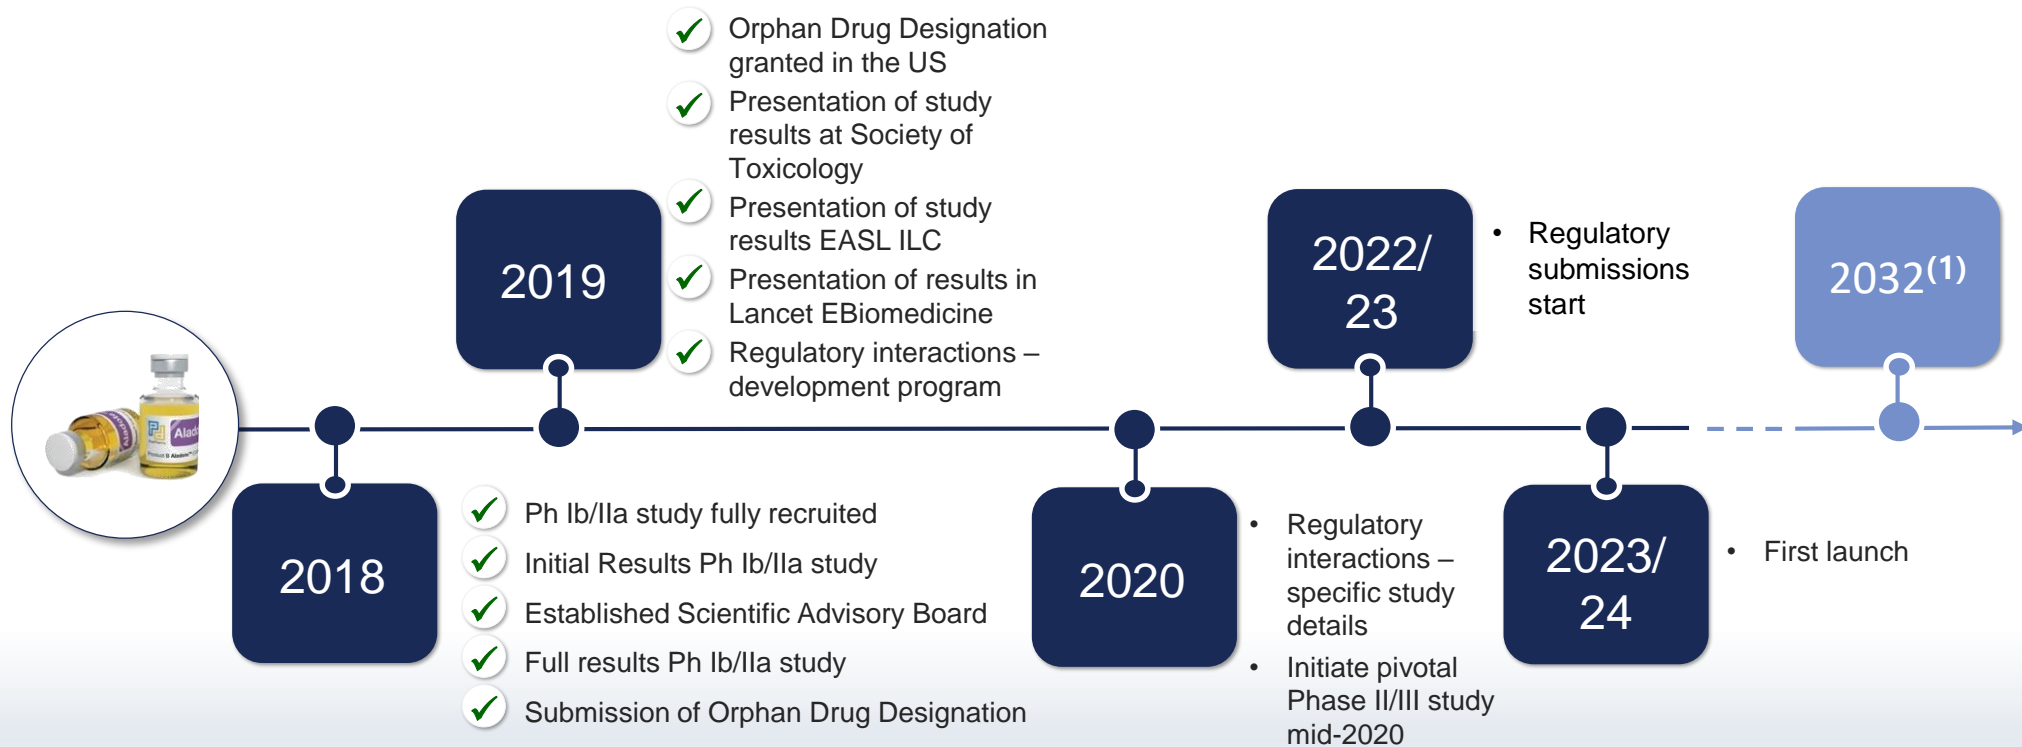 Orphan Drug Designation
granted in the US
Presentation of study
results at Society of
Toxicology
Presentation of study
results EASL ILC
Presentation of results in
Lancet EBiomedicine
Regulatory interactions –
development program
2019
2022/
23
• Regulatory
submissions
start
2032(1)
2018
Ph Ib/IIa study fully recruited
Initial Results Ph Ib/IIa study
Established Scientific Advisory Board
Full results Ph Ib/IIa study
Submission of Orphan Drug Designation
2020
• Regulatory
interactions –
specific study
details
• Initiate pivotal
Phase II/III study
mid-2020
2023/
24
• First launch